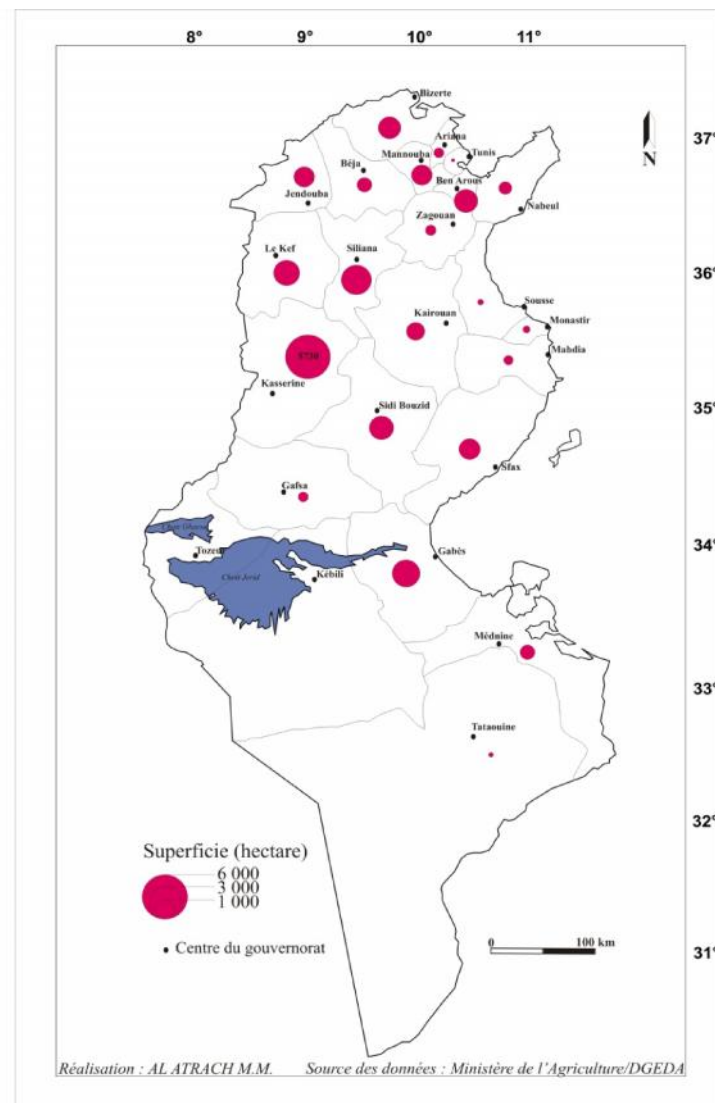 8° 9° 10° 11°
Bizerte
37°
Ariana
Tunis
Mannouba
Béja
N
Ben Arous
Jendouba
Nabeul
Zagouan
Le Kef
Siliana
36°
Sousse
Kairouan
Monastir
Mahdia
5730
Kasserine
35°
Sidi Bouzid
Sfax
Gafsa
Chott Gharsa
34°
Tozeur
Gabès
Chott Jerid
Kébili
Médnine
33°
Tataouine
32°
Superficie (hectare)
6 000
3 000
1 000
0 100 km
Centre du gouvernorat
31°
Réalisation : AL ATRACH M.M. Source des données : Ministère de l'Agriculture/DGEDA